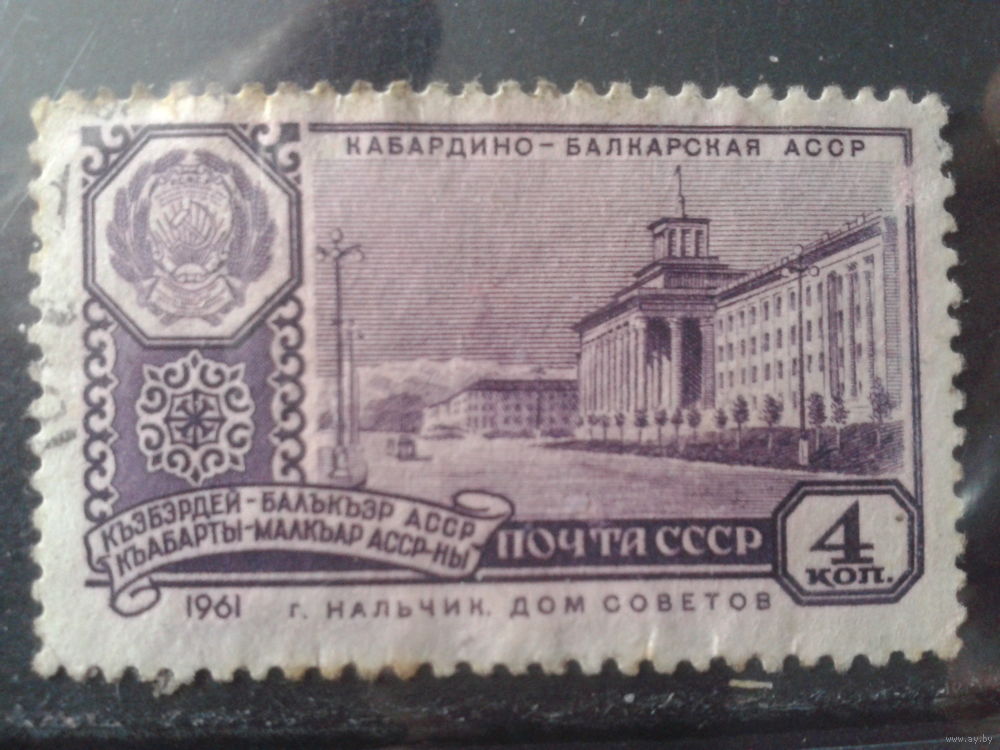 КАБАРДИНО-БАЛКАРСКАЯ АССР
КЪЭБЭРДЕЙ-БАЛЪКЪЭР АССР
КЪАБАРТЫ-МАЛКЪАР АССР-НЫ
ПОЧТА СССР
4
КОП.
1961 Г. НАЛЬЧИК. ДОМ СОВЕТОВ
www.ay.by